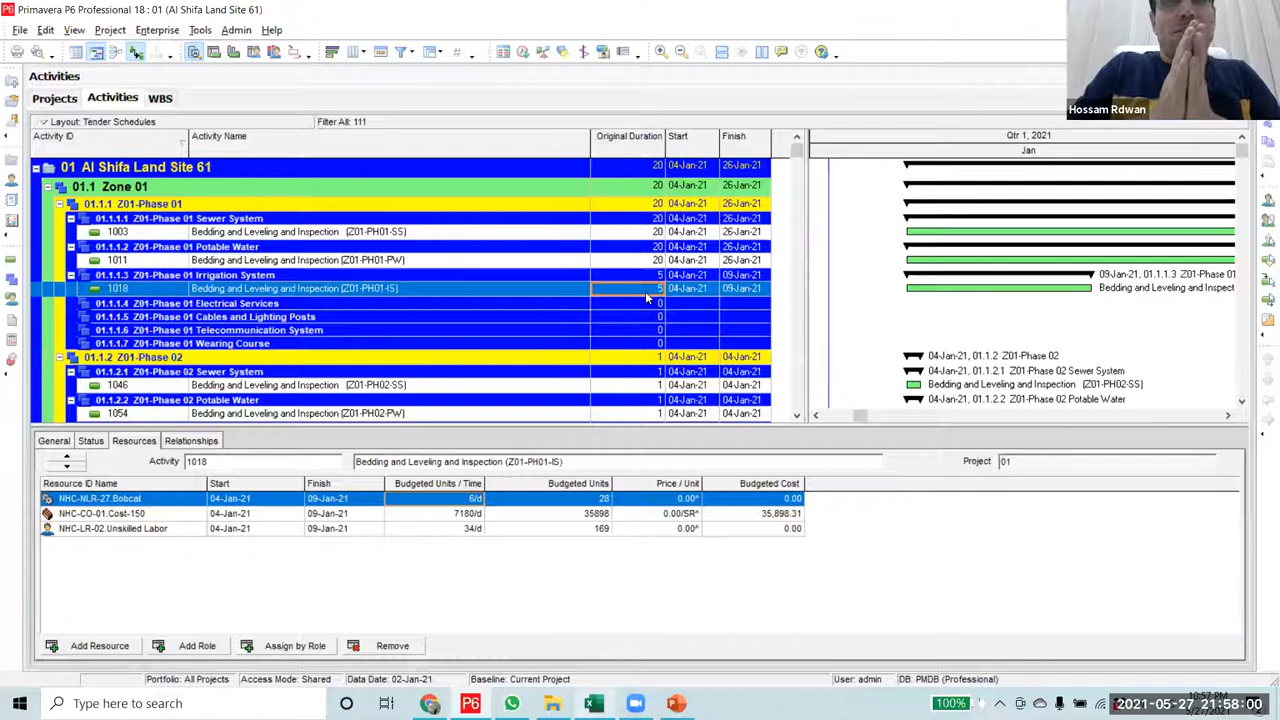 Primavera P6 Professional 18 : 01 (Al Shifa Land Site 61)
File Edit View Project Enterprise Tools Admin Help
Hossam Rdwan
Activities
Projects Activities WBS
Layout: Tender Schedules Filter All: 111
Activity ID Activity Name Original Duration Start Finish Qtr 1, 2021
Jan
01 Al Shifa Land Site 61 20 04-Jan-21 26-Jan-21
01.1 Zone 01 20 04-Jan-21 26-Jan-21
01.1.1 Z01-Phase 01 20 04-Jan-21 26-Jan-21
01.1.1.1 Z01-Phase 01 Sewer System 20 04-Jan-21 26-Jan-21
1003 Bedding and Leveling and Inspection (Z01-PH01-SS) 20 04-Jan-21 26-Jan-21
01.1.1.2 Z01-Phase 01 Potable Water 20 04-Jan-21 26-Jan-21
1011 Bedding and Leveling and Inspection (Z01-PH01-PW) 20 04-Jan-21 26-Jan-21
01.1.1.3 Z01-Phase 01 Irrigation System 5 04-Jan-21 09-Jan-21 09-Jan-21, 01.1.1.3 Z01-Phase 01
1018 Bedding and Leveling and Inspection (Z01-PH01-IS) 5 04-Jan-21 09-Jan-21 Bedding and Leveling and Inspect
01.1.1.4 Z01-Phase 01 Electrical Services 0
01.1.1.5 Z01-Phase 01 Cables and Lighting Posts 0
01.1.1.6 Z01-Phase 01 Telecommunication System 0
01.1.1.7 Z01-Phase 01 Wearing Course 0
01.1.2 Z01-Phase 02 1 04-Jan-21 04-Jan-21 04-Jan-21, 01.1.2 Z01-Phase 02
01.1.2.1 Z01-Phase 02 Sewer System 1 04-Jan-21 04-Jan-21 04-Jan-21, 01.1.2.1 Z01-Phase 02 Sewer System
1046 Bedding and Leveling and Inspection (Z01-PH02-SS) 1 04-Jan-21 04-Jan-21 Bedding and Leveling and Inspection (Z01-PH02-SS)
01.1.2.2 Z01-Phase 02 Potable Water 1 04-Jan-21 04-Jan-21 04-Jan-21, 01.1.2.2 Z01-Phase 02 Potable Water
1054 Bedding and Leveling and Inspection (Z01-PH02-PW) 1 04-Jan-21 04-Jan-21 Bedding and Leveling and Inspection (Z01-PH02-PW)
General Status Resources Relationships
Activity 1018 Bedding and Leveling and Inspection (Z01-PH01-IS) Project 01
Resource ID Name Start Finish Budgeted Units / Time Budgeted Units Price / Unit Budgeted Cost
NHC-NLR-27.Bobcat 04-Jan-21 09-Jan-21 6/d 28 0.00* 0.00
NHC-CO-01.Cost-150 04-Jan-21 09-Jan-21 7180/d 35898 0.00/SR* 35,898.31
NHC-LR-02.Unskilled Labor 04-Jan-21 09-Jan-21 34/d 169 0.00* 0.00
Add Resource Add Role Assign by Role Remove
Portfolio: All Projects Access Mode: Shared Data Date: 02-Jan-21 Baseline: Current Project User: admin DB: PMDB (Professional)
Type here to search 100% 10:57 PM
5/27/2021
2021-05-27 21:58:00